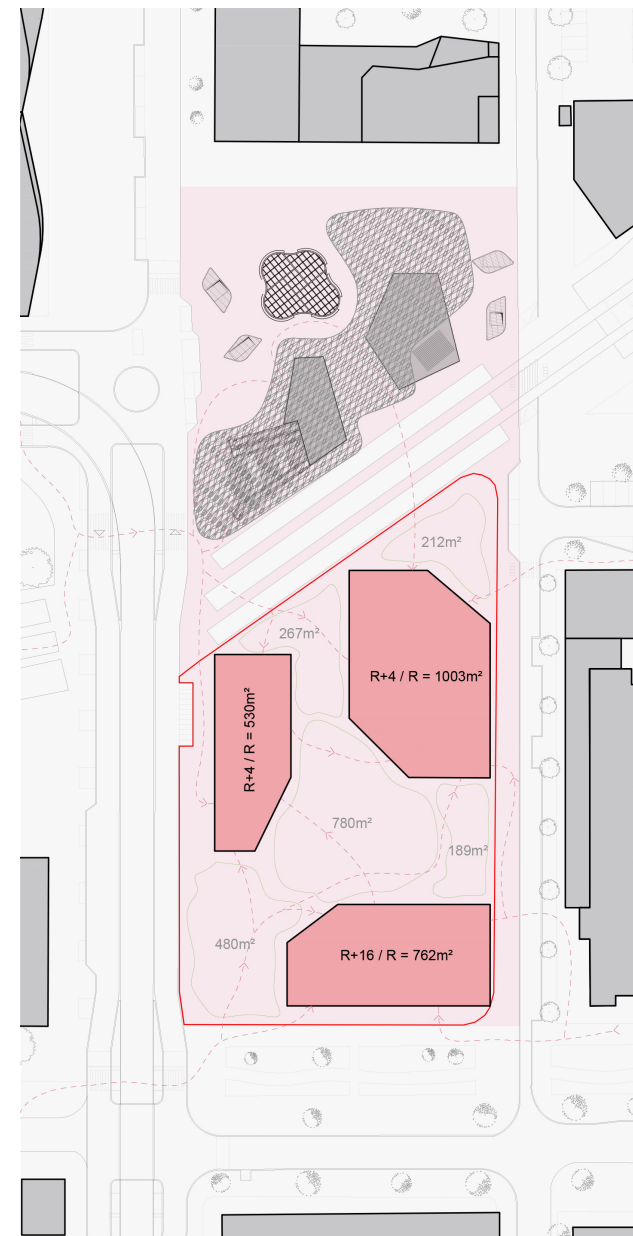 212m²
267m²
R+4 / R = 1003m²
R+4 / R = 530m²
780m²
189m²
480m²
R+16 / R = 762m²